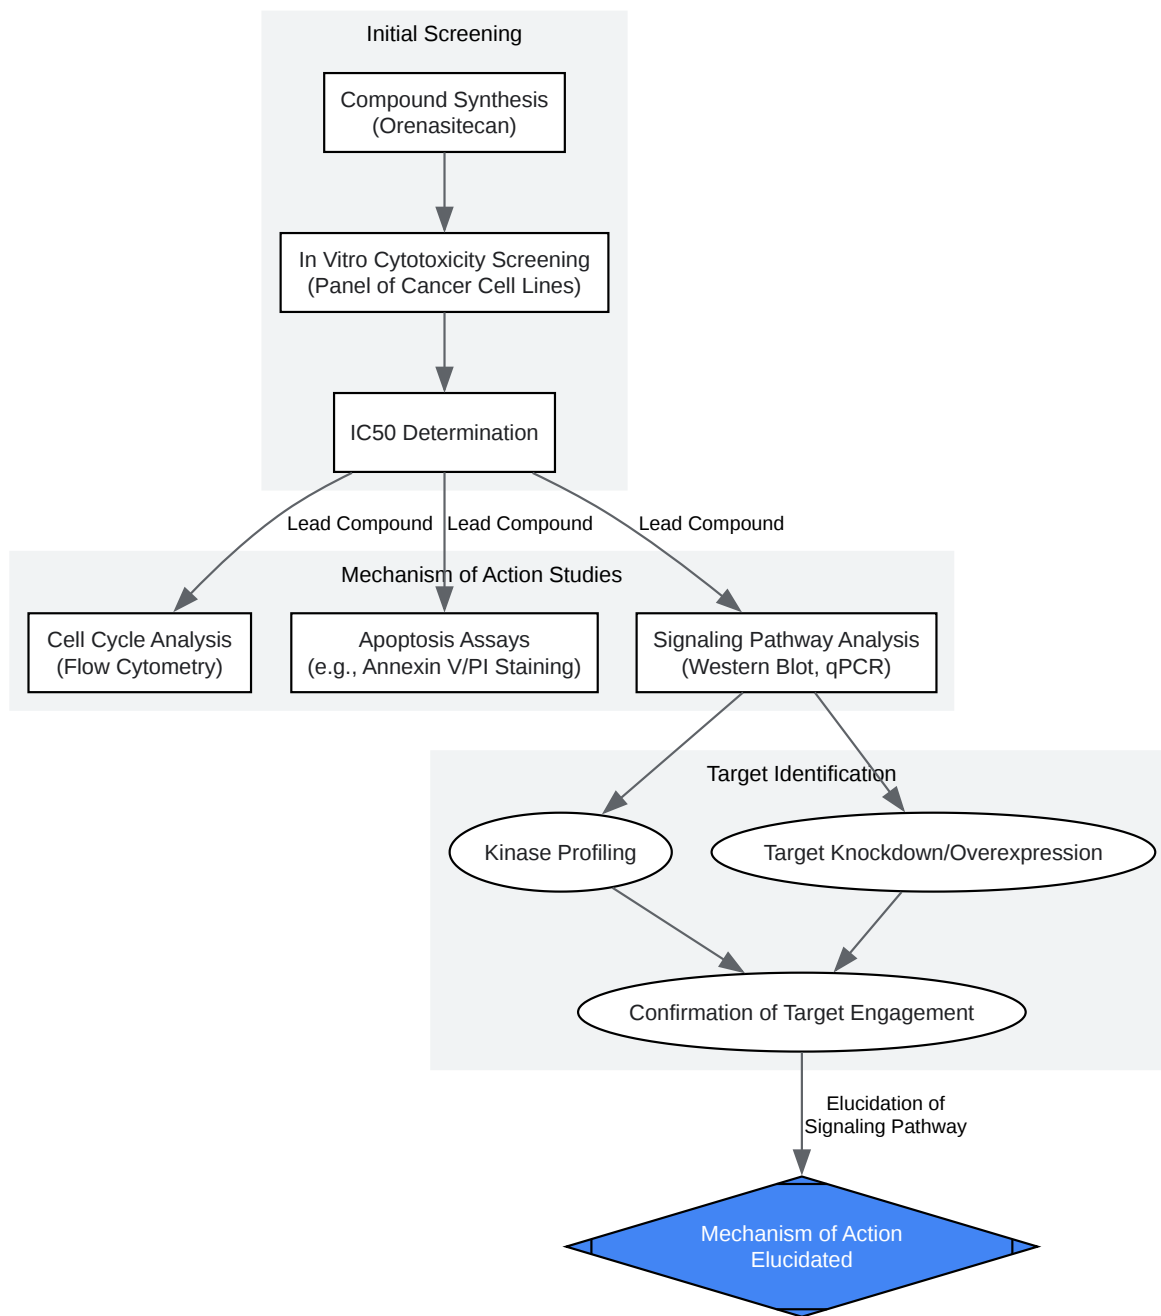 Initial Screening
Compound Synthesis
(Orenasitecan)
In Vitro Cytotoxicity Screening
(Panel of Cancer Cell Lines)
IC50 Determination
Lead Compound
Lead Compound
Lead Compound
Mechanism of Action Studies
Cell Cycle Analysis
(Flow Cytometry)
Apoptosis Assays
(e.g., Annexin V/PI Staining)
Signaling Pathway Analysis
(Western Blot, qPCR)
Target Identification
Kinase Profiling
Target Knockdown/Overexpression
Confirmation of Target Engagement
Elucidation of
Signaling Pathway
Mechanism of Action
Elucidated